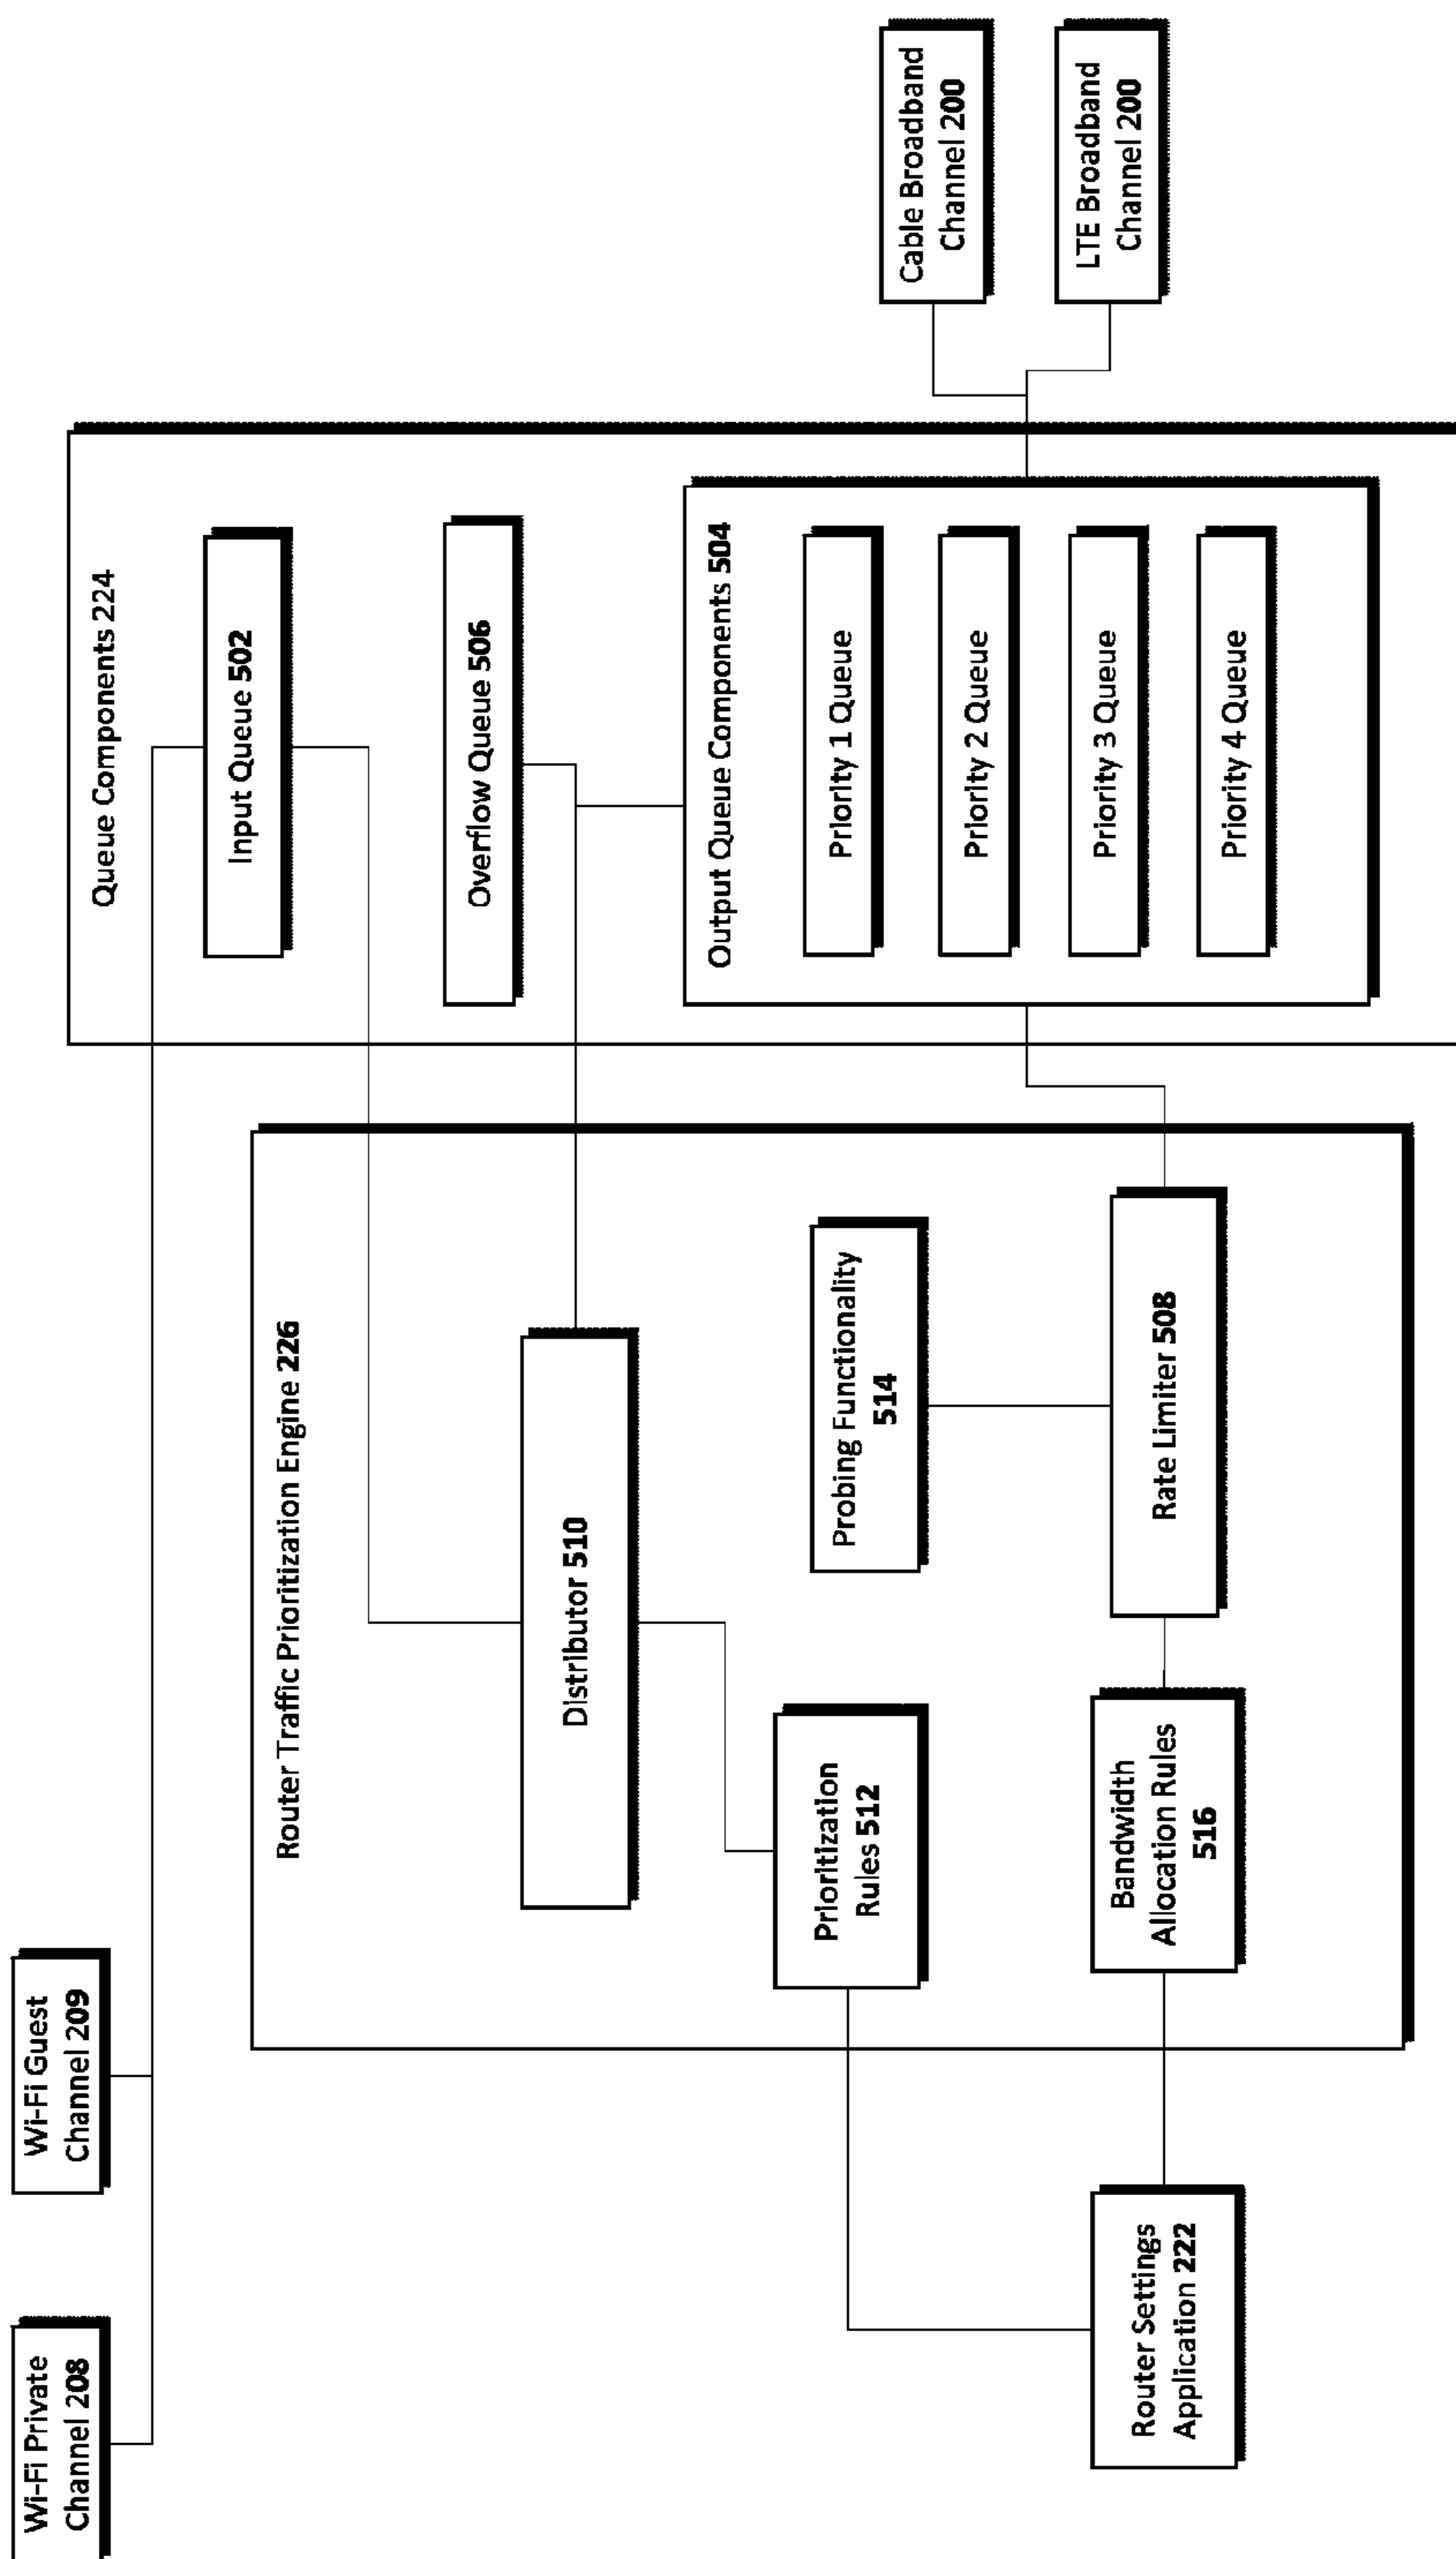 Wi-Fi Private
Channel 208
Wi-Fi Guest
Channel 209
Queue Components 224
Input Queue 502
Overflow Queue 506
Output Queue Components 504
Priority 1 Queue
Priority 2 Queue
Priority 3 Queue
Priority 4 Queue
Router Traffic Prioritization Engine 226
Distributor 510
Prioritization
Rules 512
Probing Functionality
514
Bandwidth
Allocation Rules
516
Rate Limiter 508
Router Settings
Application 222
Cable Broadband
Channel 200
LTE Broadband
Channel 200